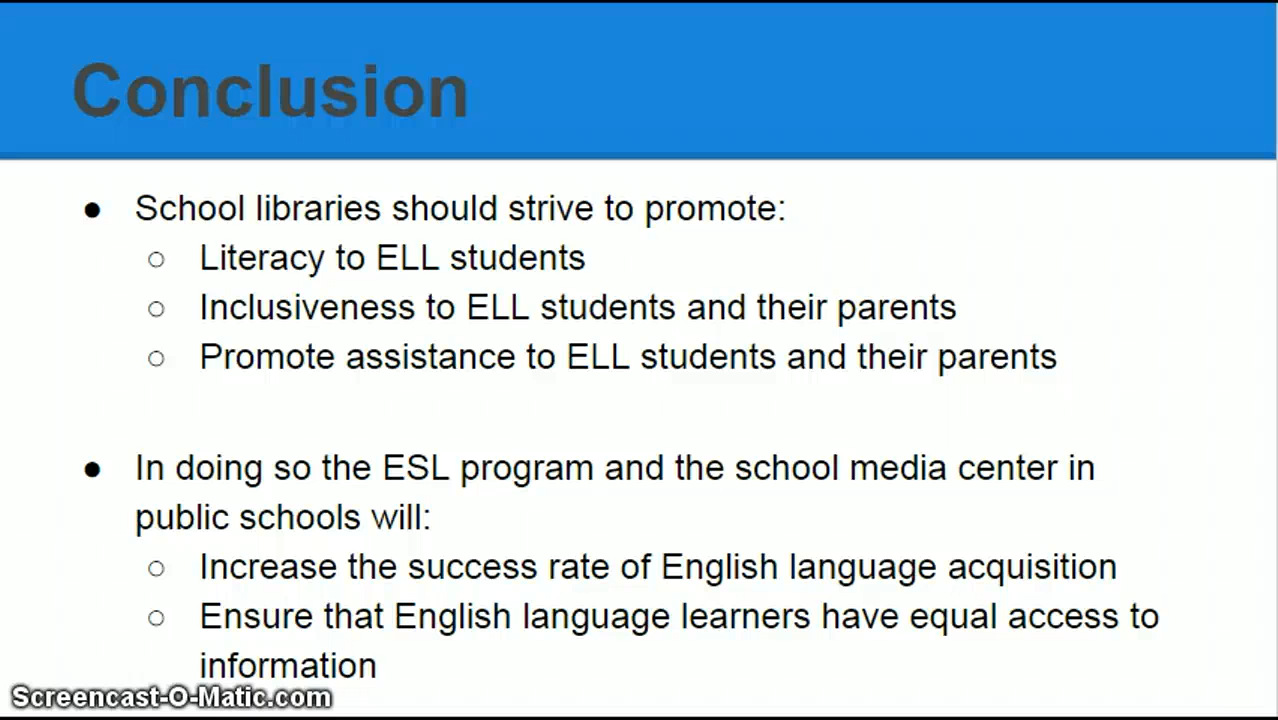 Conclusion
● School libraries should strive to promote:
○ Literacy to ELL students
○ Inclusiveness to ELL students and their parents
○ Promote assistance to ELL students and their parents
● In doing so the ESL program and the school media center in
public schools will:
○ Increase the success rate of English language acquisition
○ Ensure that English language learners have equal access to
information
Screencast-O-Matic.com